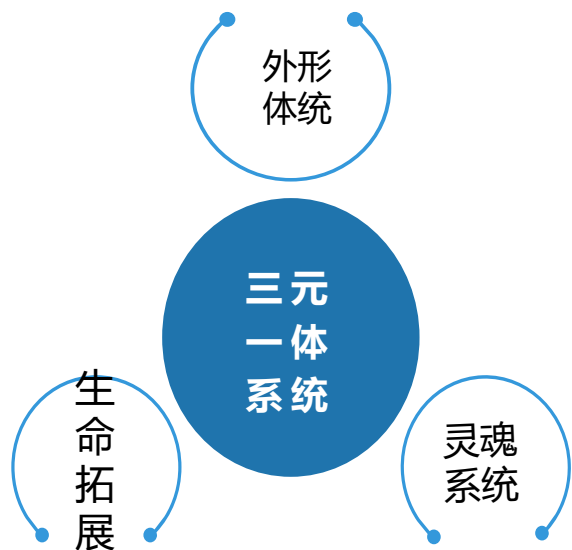 外形
体统
三元
一体
系统
生
命
拓
展
灵魂
系统